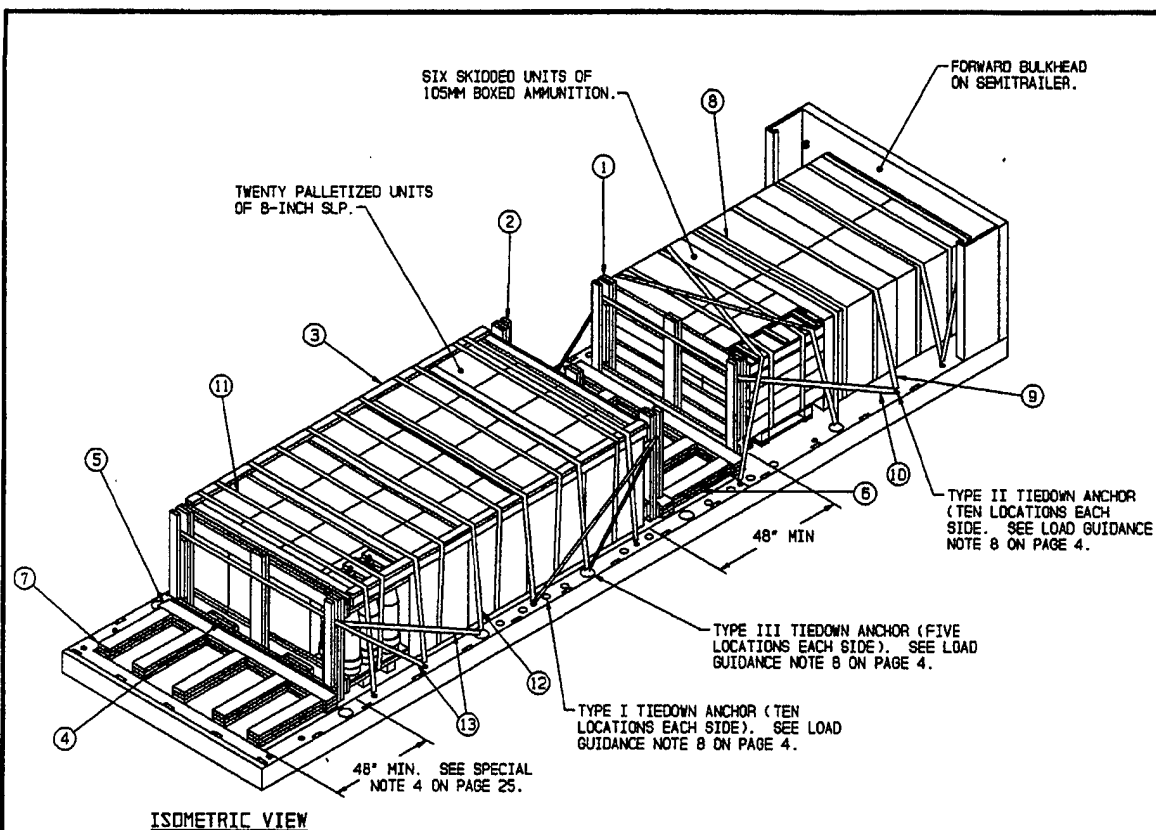 SIX SKIDDED UNITS OF
105MM BOXED AMMUNITION.
FORWARD BULKHEAD
ON SEMITRAILER.
8
1
TWENTY PALLETIZED UNITS
OF 8-INCH SLP.
2
3
11
9
10
5
6
TYPE II TIEDOWN ANCHOR
(TEN LOCATIONS EACH
SIDE. SEE LOAD GUIDANCE
NOTE 8 ON PAGE 4.
48" MIN
7
TYPE III TIEDOWN ANCHOR (FIVE
LOCATIONS EACH SIDE). SEE LOAD
GUIDANCE NOTE 8 ON PAGE 4.
12
13
4
TYPE I TIEDOWN ANCHOR (TEN
LOCATIONS EACH SIDE). SEE LOAD
GUIDANCE NOTE 8 ON PAGE 4.
48" MIN. SEE SPECIAL
NOTE 4 ON PAGE 25.
ISOMETRIC VIEW